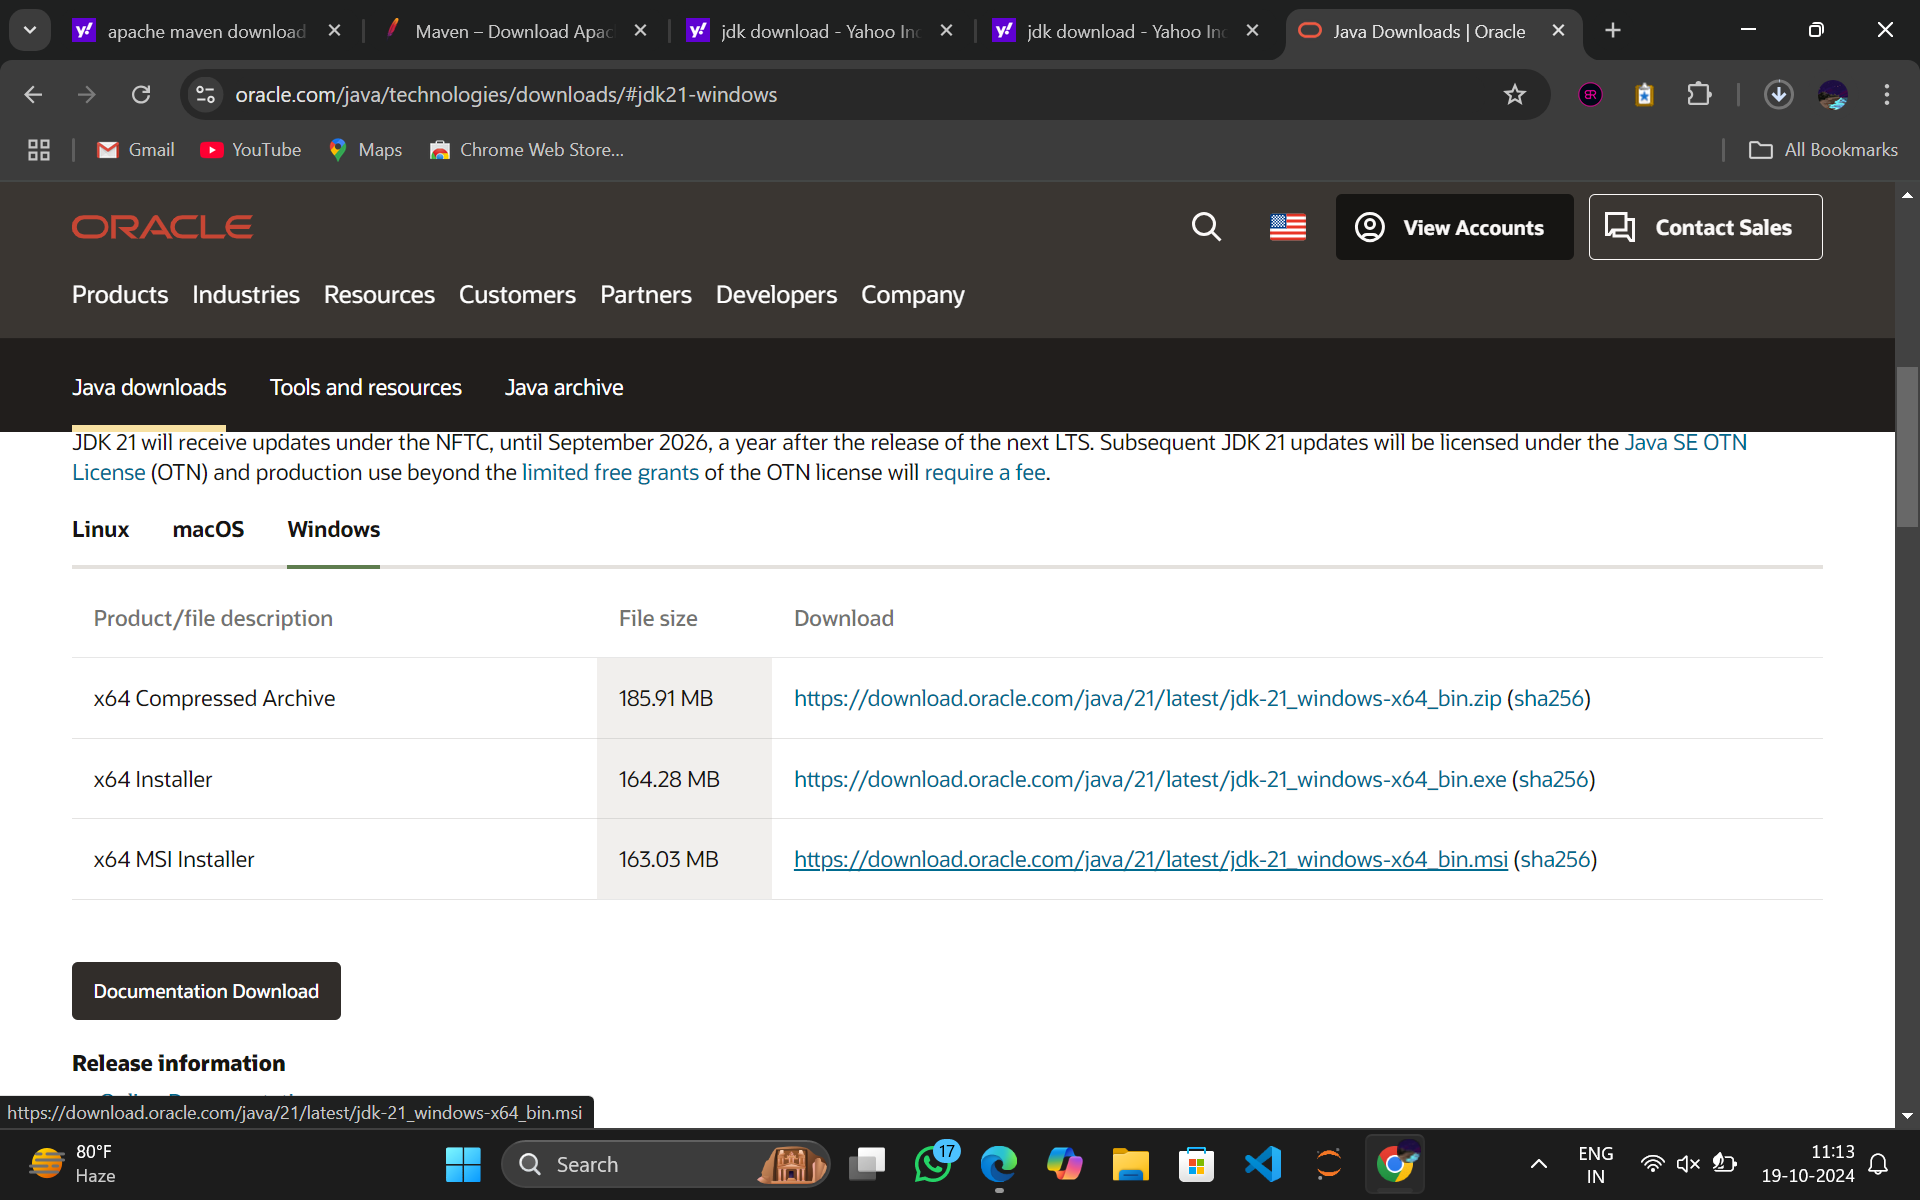 apache maven download
Maven – Download Apac
jdk download - Yahoo Inc
jdk download - Yahoo Inc
Java Downloads | Oracle
oracle.com/java/technologies/downloads/#jdk21-windows
Gmail
YouTube
Maps
Chrome Web Store...
All Bookmarks
ORACLE
View Accounts
Contact Sales
Products Industries Resources Customers Partners Developers Company
Java downloads Tools and resources Java archive
JDK 21 will receive updates under the NFTC, until September 2026, a year after the release of the next LTS. Subsequent JDK 21 updates will be licensed under the Java SE OTN
License (OTN) and production use beyond the limited free grants of the OTN license will require a fee.
Linux macOS Windows
Product/file description File size Download
x64 Compressed Archive 185.91 MB https://download.oracle.com/java/21/latest/jdk-21_windows-x64_bin.zip (sha256)
x64 Installer 164.28 MB https://download.oracle.com/java/21/latest/jdk-21_windows-x64_bin.exe (sha256)
x64 MSI Installer 163.03 MB https://download.oracle.com/java/21/latest/jdk-21_windows-x64_bin.msi (sha256)
Documentation Download
Release information
https://download.oracle.com/java/21/latest/jdk-21_windows-x64_bin.msi
80°F
Haze
Search
17
ENG
IN
11:13
19-10-2024